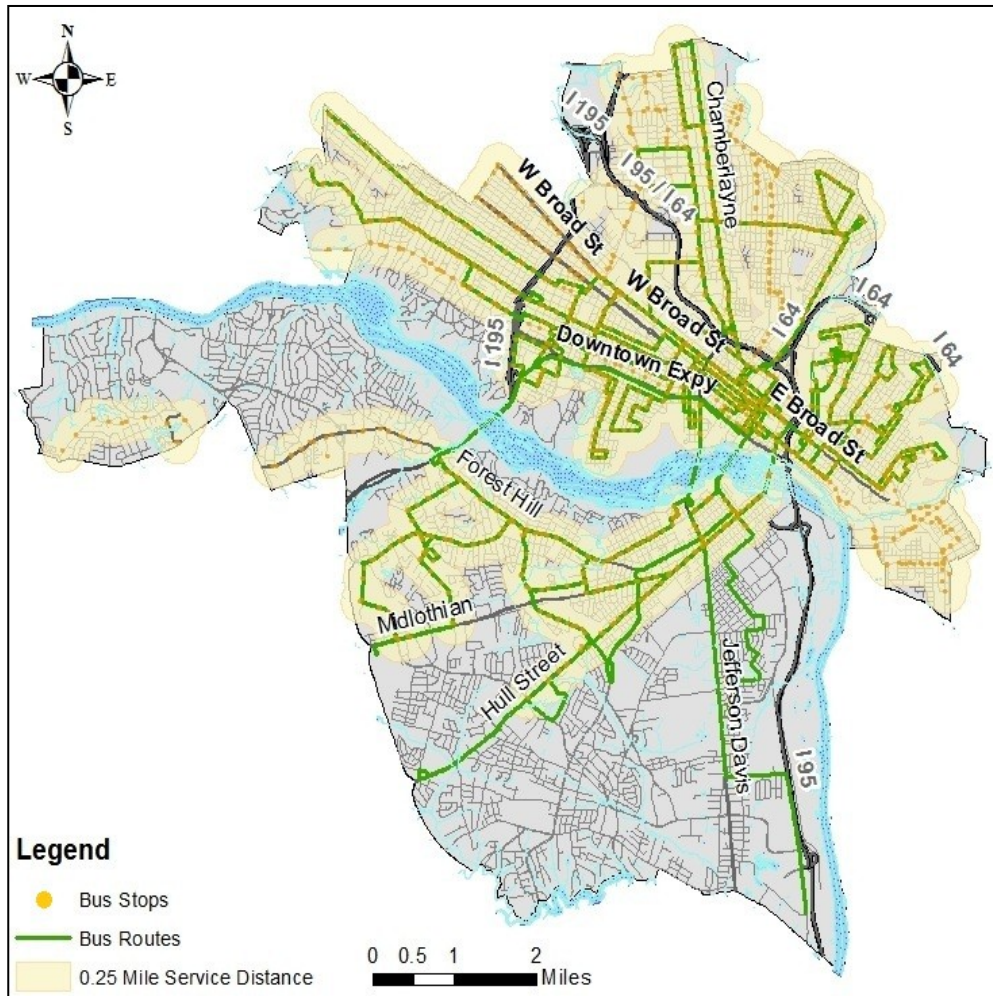 N
W E
S
I 195
I 95 / I 64
Chamberlayne
W Broad St
W Broad St
I 64
I 64
I 64
I 195
Downtown Expy
E Broad St
Forest Hill
Midlothian
Hull Street
Jefferson Davis
I 95
Legend
Bus Stops
Bus Routes
0.25 Mile Service Distance
0 0.5 1 2
Miles